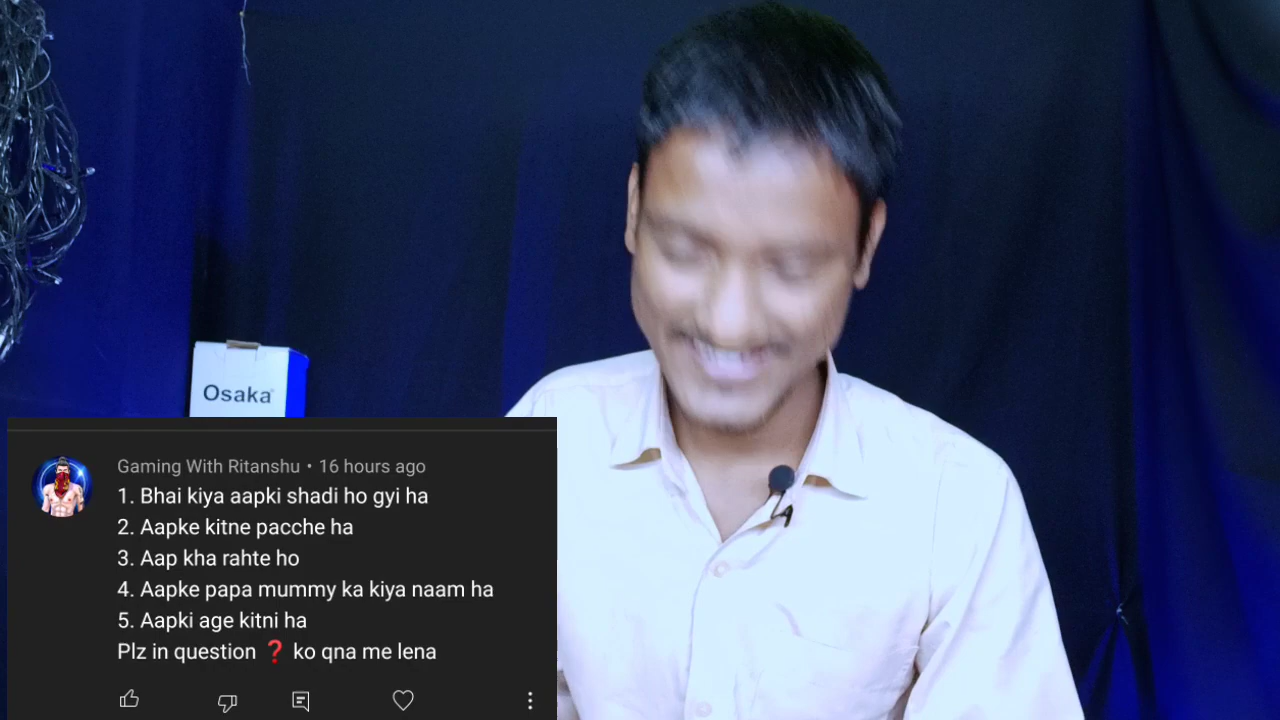 Osaka
Gaming With Ritanshu • 16 hours ago
1. Bhai kiya aapki shadi ho gyi ha
2. Aapke kitne pacche ha
3. Aap kha rahte ho
4. Aapke papa mummy ka kiya naam ha
5. Aapki age kitni ha
Plz in question ❓ ko qna me lena